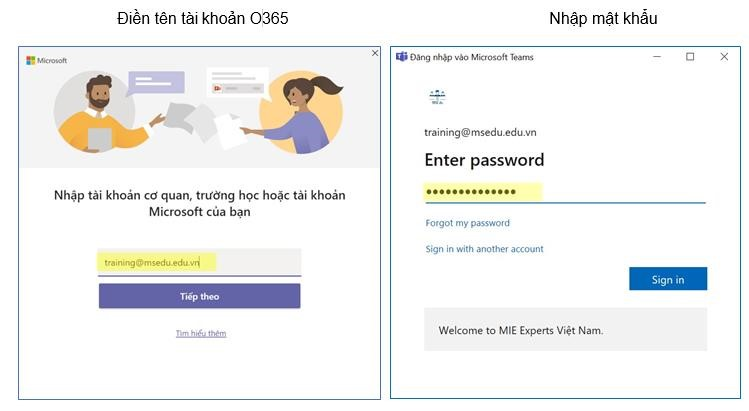 Điền tên tài khoản O365
Nhập mật khẩu
Microsoft
Nhập tài khoản cơ quan, trường học hoặc tài khoản
Microsoft của bạn
training@msedu.edu.vn
Tiếp theo
Tìm hiểu thêm
Đăng nhập vào Microsoft Teams
training@msedu.edu.vn
Enter password
Forgot my password
Sign in with another account
Sign in
Welcome to MIE Experts Việt Nam.